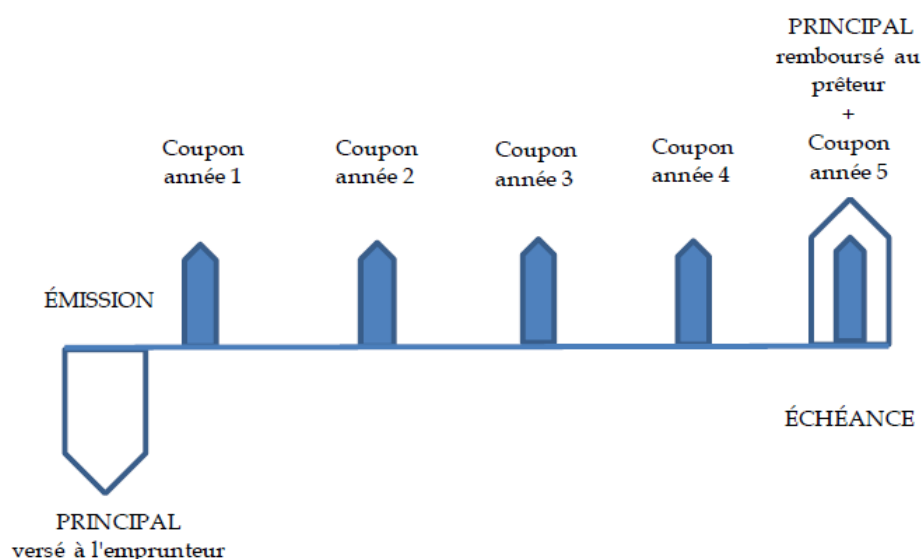 PRINCIPAL
remboursé au
prêteur
+
Coupon
année 5
Coupon
année 1
Coupon
année 2
Coupon
année 3
Coupon
année 4
ÉMISSION
ÉCHÉANCE
PRINCIPAL
versé à l'emprunteur